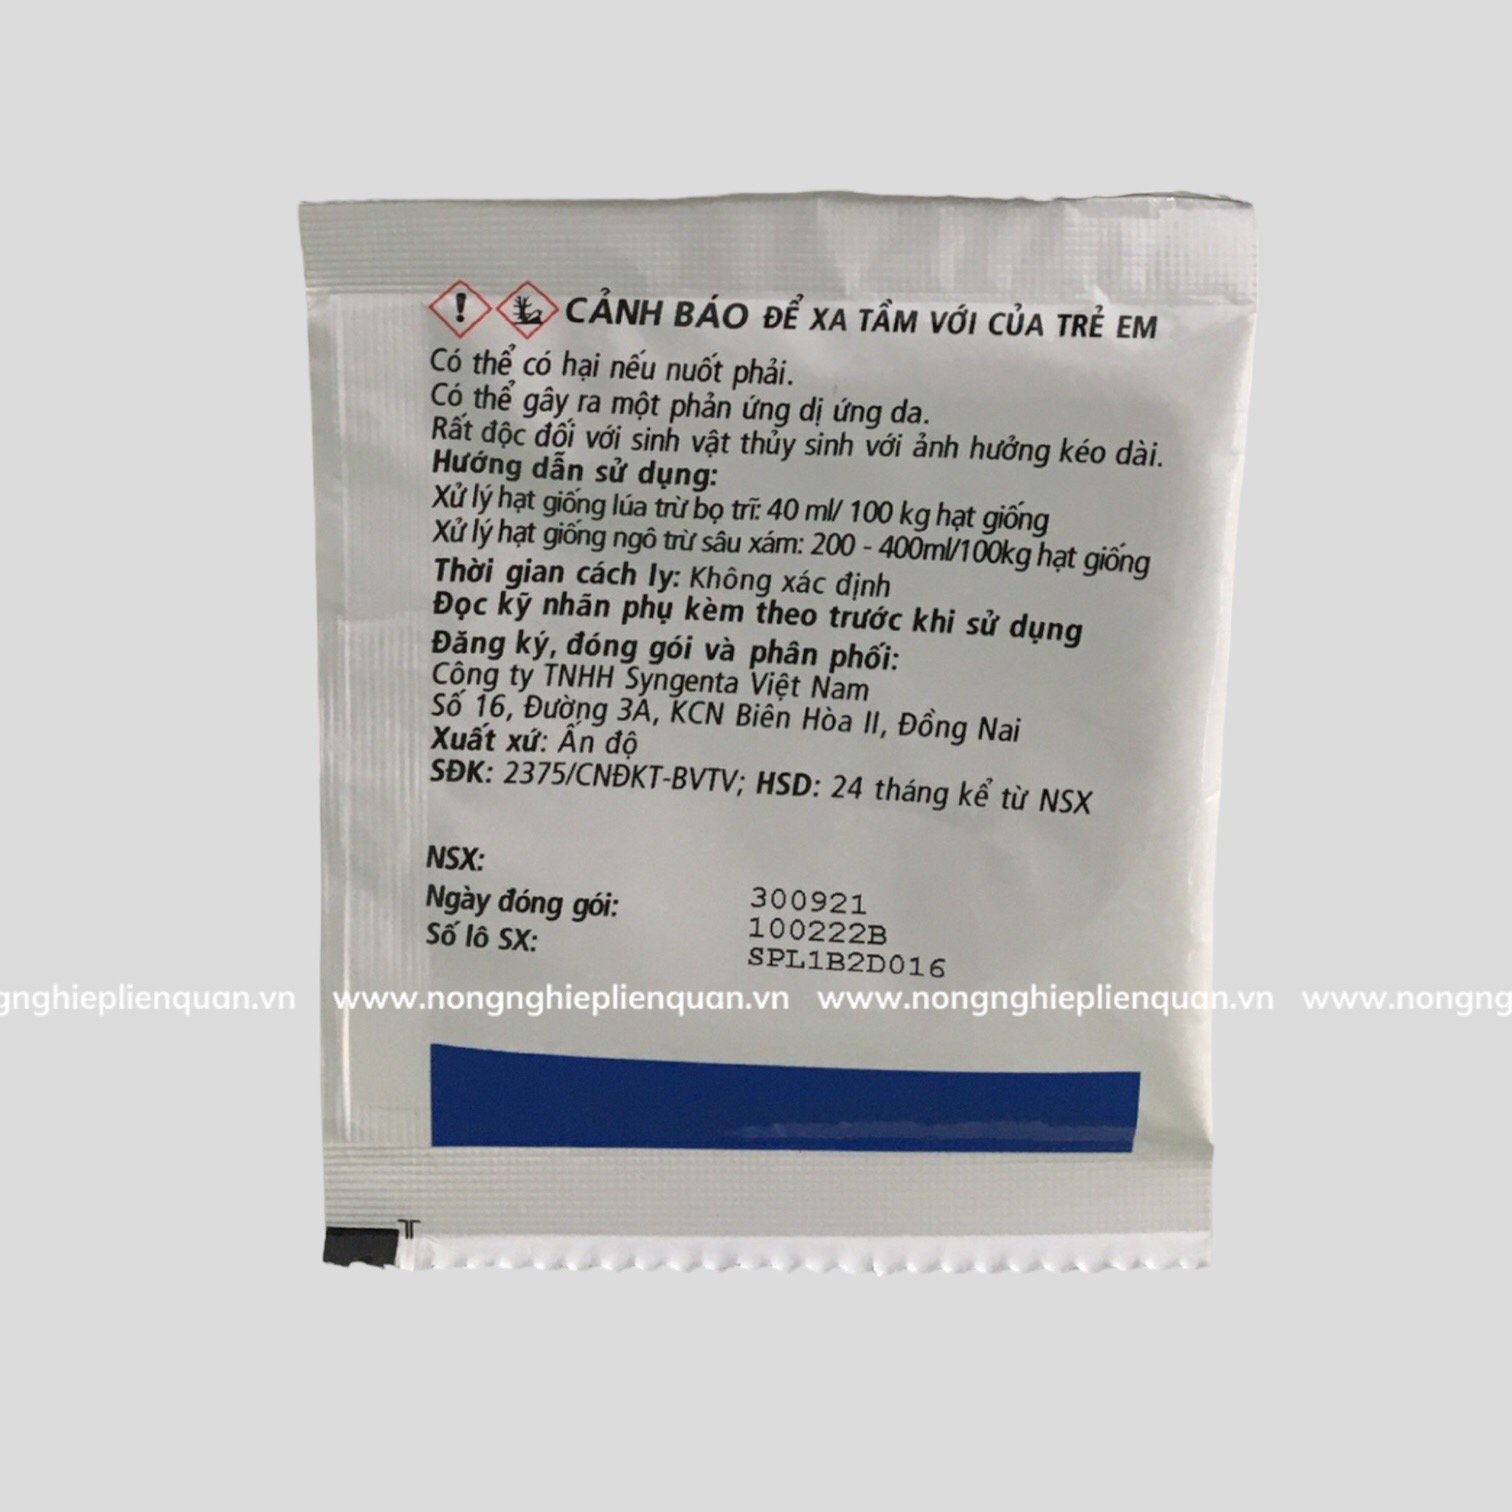 CẢNH BÁO ĐỂ XA TẦM VỚI CỦA TRẺ EM
Có thể có hại nếu nuốt phải.
Có thể gây ra một phản ứng dị ứng da.
Rất độc đối với sinh vật thủy sinh với ảnh hưởng kéo dài.
Hướng dẫn sử dụng:
Xử lý hạt giống lúa trừ bọ trĩ: 40 ml/ 100 kg hạt giống
Xử lý hạt giống ngô trừ sâu xám: 200 - 400ml/100kg hạt giống
Thời gian cách ly: Không xác định
Đọc kỹ nhãn phụ kèm theo trước khi sử dụng
Đăng ký, đóng gói và phân phối:
Công ty TNHH Syngenta Việt Nam
Số 16, Đường 3A, KCN Biên Hòa II, Đồng Nai
Xuất xứ: Ấn độ
SĐK: 2375/CNĐKT-BVTV; HSD: 24 tháng kể từ NSX
NSX: 300921
Ngày đóng gói: 100222B
Số lô SX: SPL1B2D016
gnghieplienquan.vn www.nongnghieplienquan.vn www.nongnghieplienquan.vn www.nongng